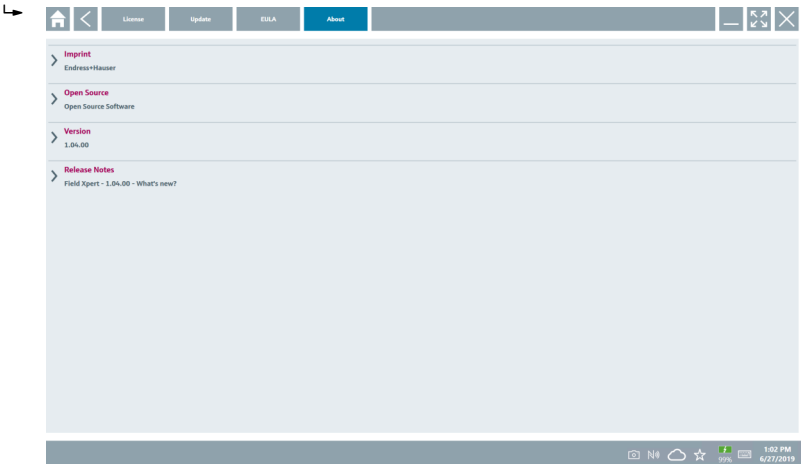 License Update EULA About
Imprint
Endress+Hauser
Open Source
Open Source Software
Version
1.04.00
Release Notes
Field Xpert - 1.04.00 - What's new?
1:02 PM
99% 6/27/2019